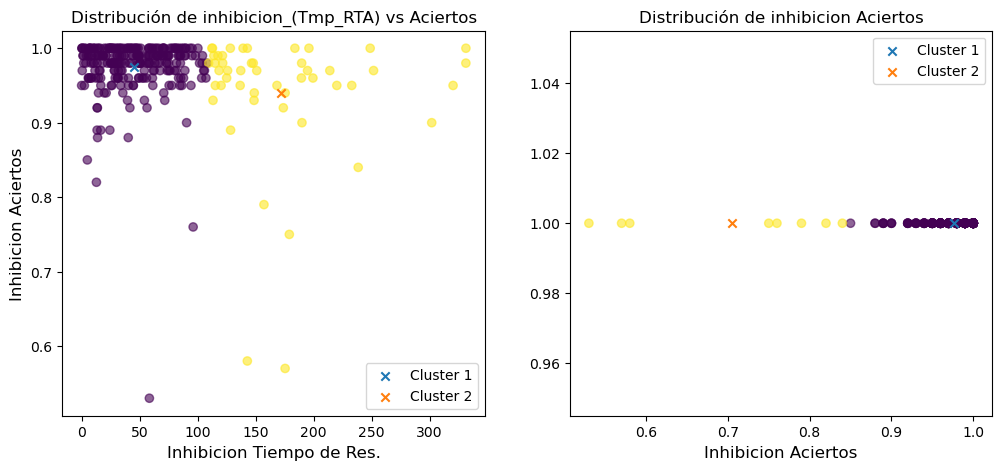 Distribución de inhibicion_(Tmp_RTA) vs Aciertos
1.0
0.9
0.8
0.7
0.6
Inhibicion Aciertos
Cluster 1
Cluster 2
0
50
100
150
200
250
300
Inhibicion Tiempo de Res.
Distribución de inhibicion Aciertos
Cluster 1
Cluster 2
1.04
1.02
1.00
0.98
0.96
0.6
0.7
0.8
0.9
1.0
Inhibicion Aciertos